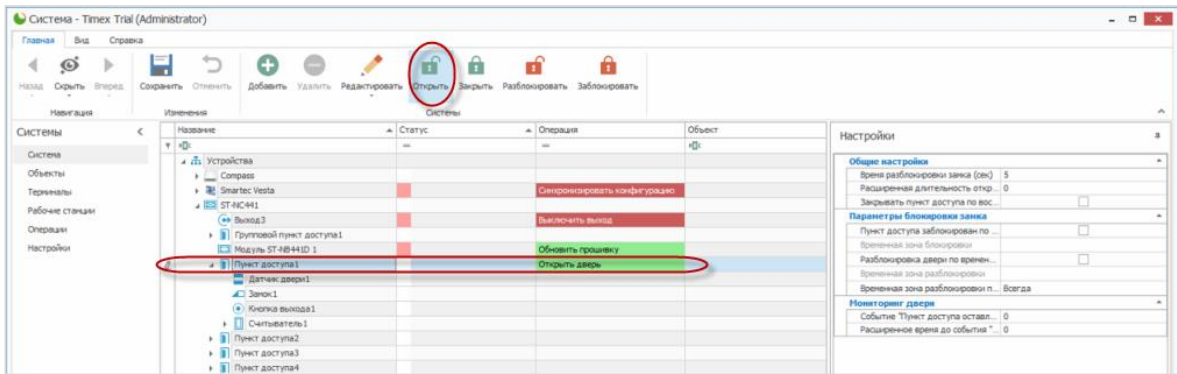 Система - Timex Trial (Administrator)
Главная Вид Справка
Назад Скрыть Вперед Сохранить Отменить Добавить Удалить Редактировать Открыть Закрыть Разблокировать Заблокировать
Навигация Изменения Системы
Системы
Система
Объекты
Терминалы
Рабочие станции
Операции
Настройки
Название Статус Операция Объект
= =
Устройства
Compass
Smartec Vesta Синхронизировать конфигурацию
ST-NC441
Выход3 Выключить выход
Групповой пункт доступа1
Модуль ST-NB441D 1 Обновить прошивку
Пункт доступа1 Открыть дверь
Датчик двери1
Замок1
Кнопка выхода1
Считыватель1
Пункт доступа2
Пункт доступа3
Пункт доступа4
Настройки
Общие настройки
Время разблокировки замка (сек) 5
Расширенная длительность откр... 0
Закрывать пункт доступа по вос...
Параметры блокировки замка
Пункт доступа заблокирован по ...
Временная зона блокировки
Разблокировка двери по времен...
Временная зона разблокировки
Временная зона разблокировки п... Всегда
Мониторинг двери
Событие "Пункт доступа оставл... 0
Расширенное время до события "... 0